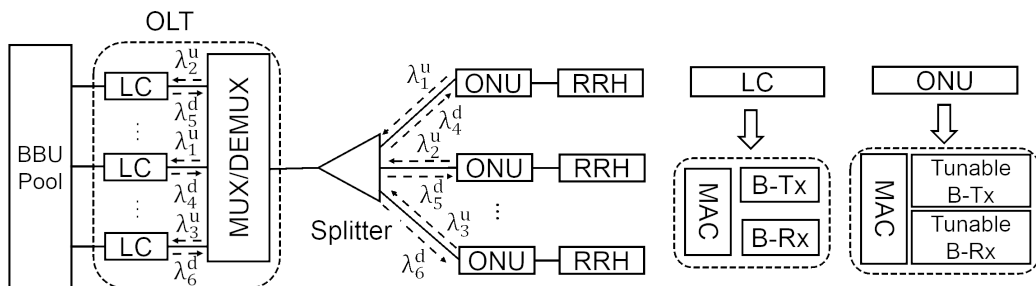 OLT
BBU
Pool
LC
λ₂ᵘ
λ₅ᵈ
⋮
LC
λ₁ᵘ
λ₄ᵈ
⋮
LC
λ₃ᵘ
λ₆ᵈ
MUX/DEMUX
Splitter
λ₁ᵘ
λ₄ᵈ
ONU
RRH
λ₂ᵘ
λ₅ᵈ
ONU
RRH
⋮
λ₃ᵘ
λ₆ᵈ
ONU
RRH
LC
MAC
B-Tx
B-Rx
ONU
MAC
Tunable
B-Tx
Tunable
B-Rx